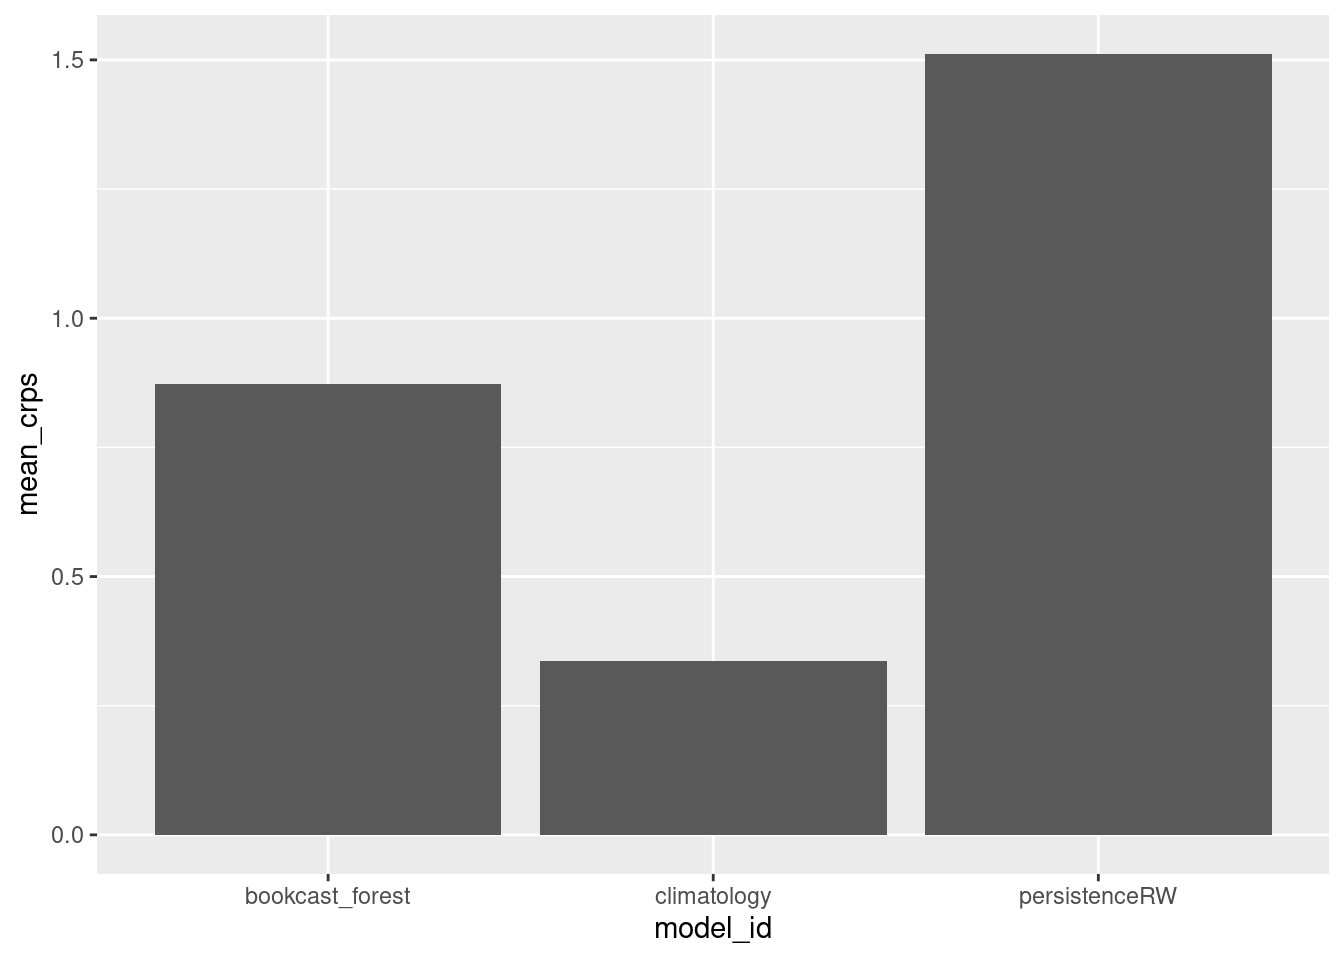 mean_crps
1.5
1.0
0.5
0.0
bookcast_forest
climatology
persistenceRW
model_id